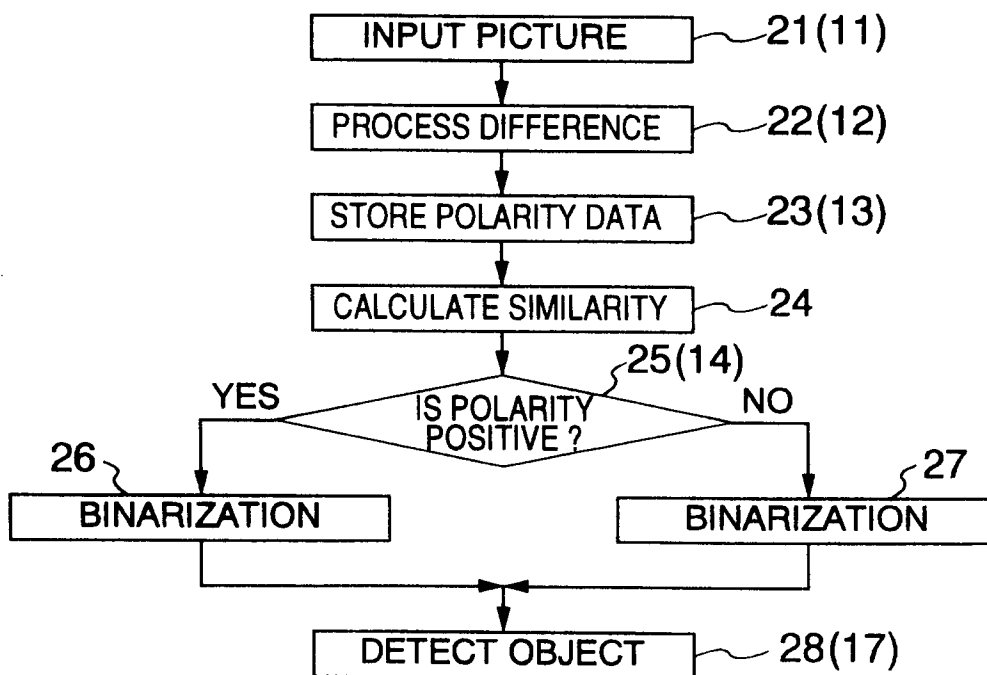 INPUT PICTURE 21(11)
PROCESS DIFFERENCE 22(12)
STORE POLARITY DATA 23(13)
CALCULATE SIMILARITY 24
25(14)
YES IS POLARITY NO
POSITIVE ?
26 27
BINARIZATION BINARIZATION
DETECT OBJECT 28(17)